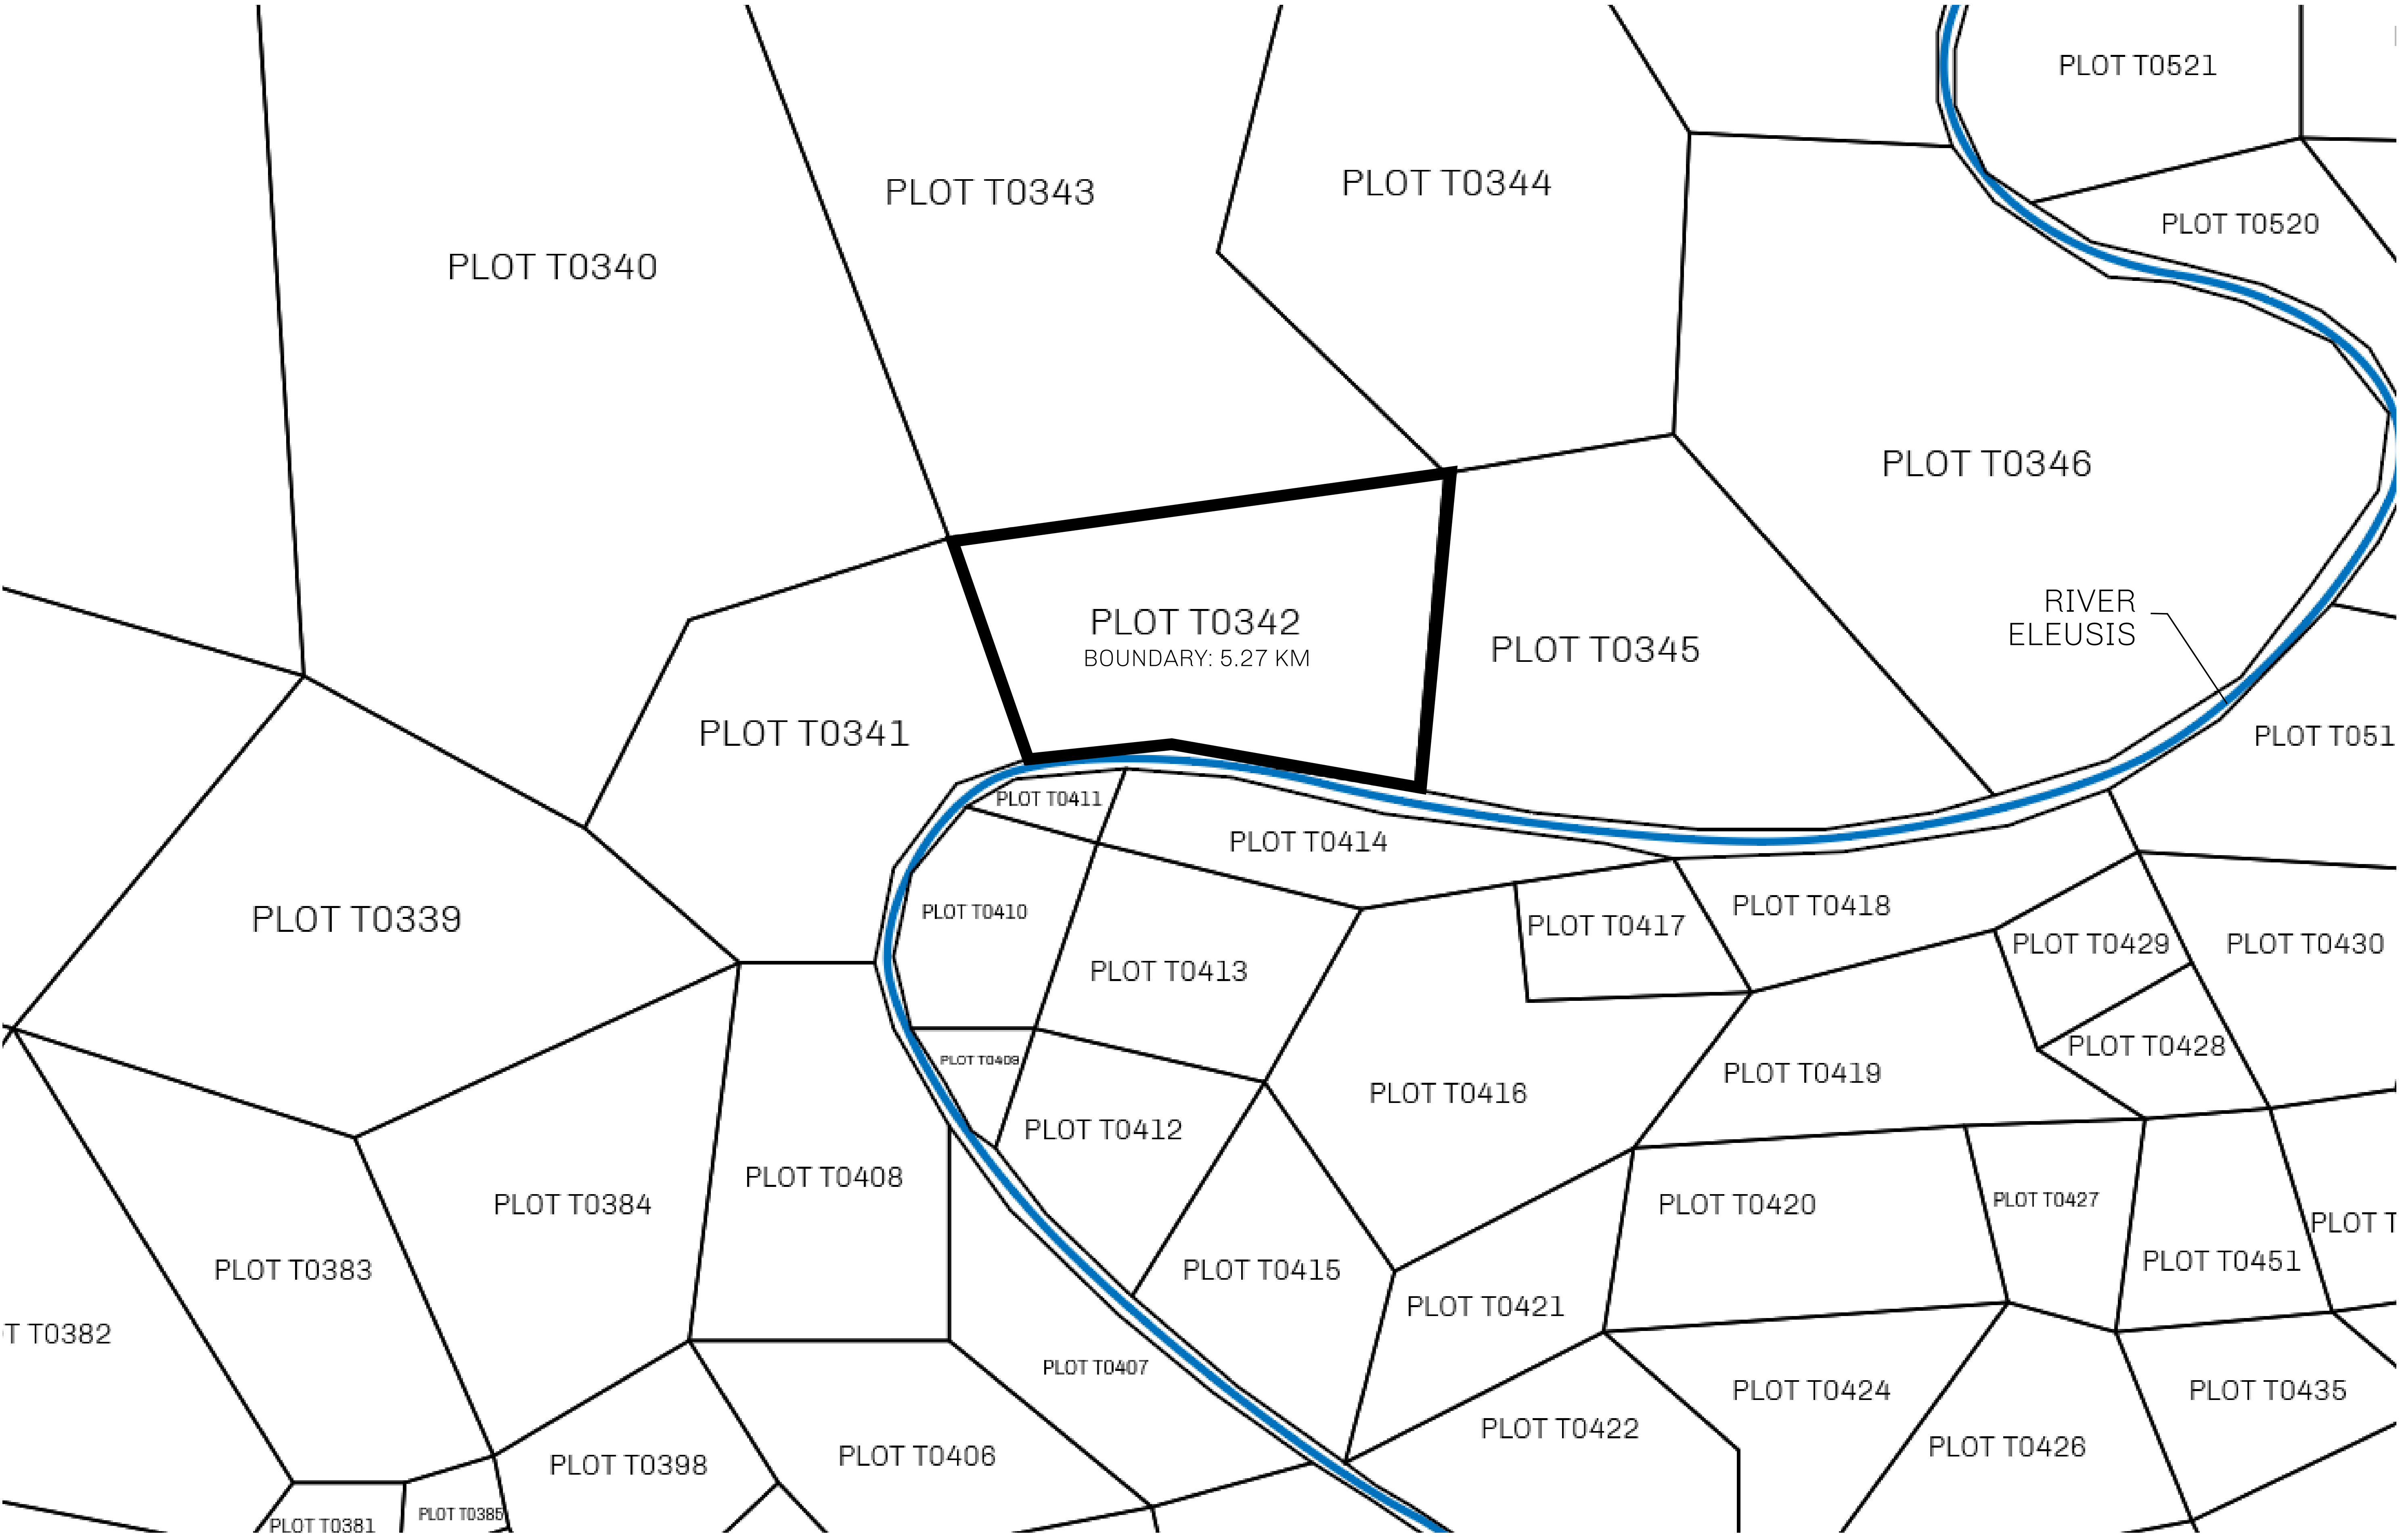 PLOT T0521
PLOT T0344
PLOT T0343
PLOT T0520
PLOT T0340
PLOT T0346
RIVER
ELEUSIS
PLOT T0342
BOUNDARY: 5.27 KM
PLOT T0345
PLOT T0341
PLOT T051
PLOT T0411
PLOT T0414
PLOT T0339
PLOT T0410
PLOT T0418
PLOT T0417
PLOT T0429
PLOT T0430
PLOT T0413
PLOT T0428
PLOT T0409
PLOT T0419
PLOT T0416
PLOT T0412
PLOT T0408
PLOT T0384
PLOT T0420
PLOT T0427
PLOT T
PLOT T0383
PLOT T0415
PLOT T0451
PLOT T0421
T T0382
PLOT T0407
PLOT T0424
PLOT T0435
PLOT T0422
PLOT T0426
PLOT T0406
PLOT T0398
PLOT T0385
PLOT T0381